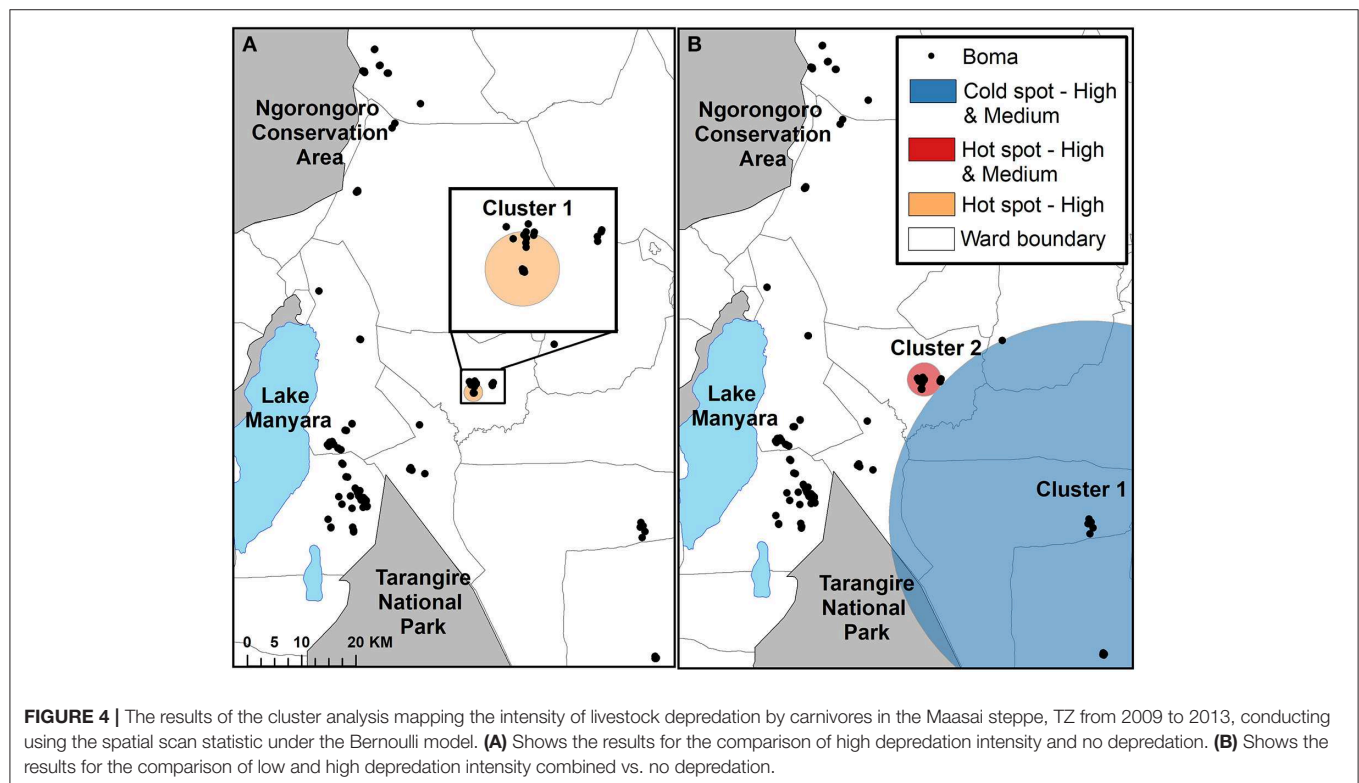 A
Ngorongoro
Conservation
Area
Cluster 1
Lake
Manyara
Tarangire
National
Park
0 5 10 20 KM
B
Boma
Cold spot - High
& Medium
Hot spot - High
& Medium
Hot spot - High
Ward boundary
Ngorongoro
Conservation
Area
Cluster 2
Lake
Manyara
Cluster 1
Tarangire
National
Park
FIGURE 4 | The results of the cluster analysis mapping the intensity of livestock depredation by carnivores in the Maasai steppe, TZ from 2009 to 2013, conducting
using the spatial scan statistic under the Bernoulli model. (A) Shows the results for the comparison of high depredation intensity and no depredation. (B) Shows the
results for the comparison of low and high depredation intensity combined vs. no depredation.